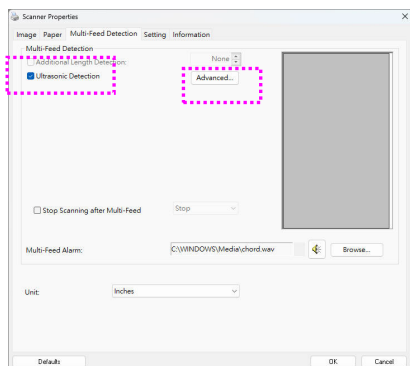 Scanner Properties
Image Paper Multi-Feed Detection Setting Information
Multi-Feed Detection
Additional Length Detection: None
Ultrasonic Detection Advanced...
Stop Scanning after Multi-Feed Stop
Multi-Feed Alarm: C:\WINDOWS\Media\chord.wav Browse...
Unit: Inches
Defaults OK Cancel